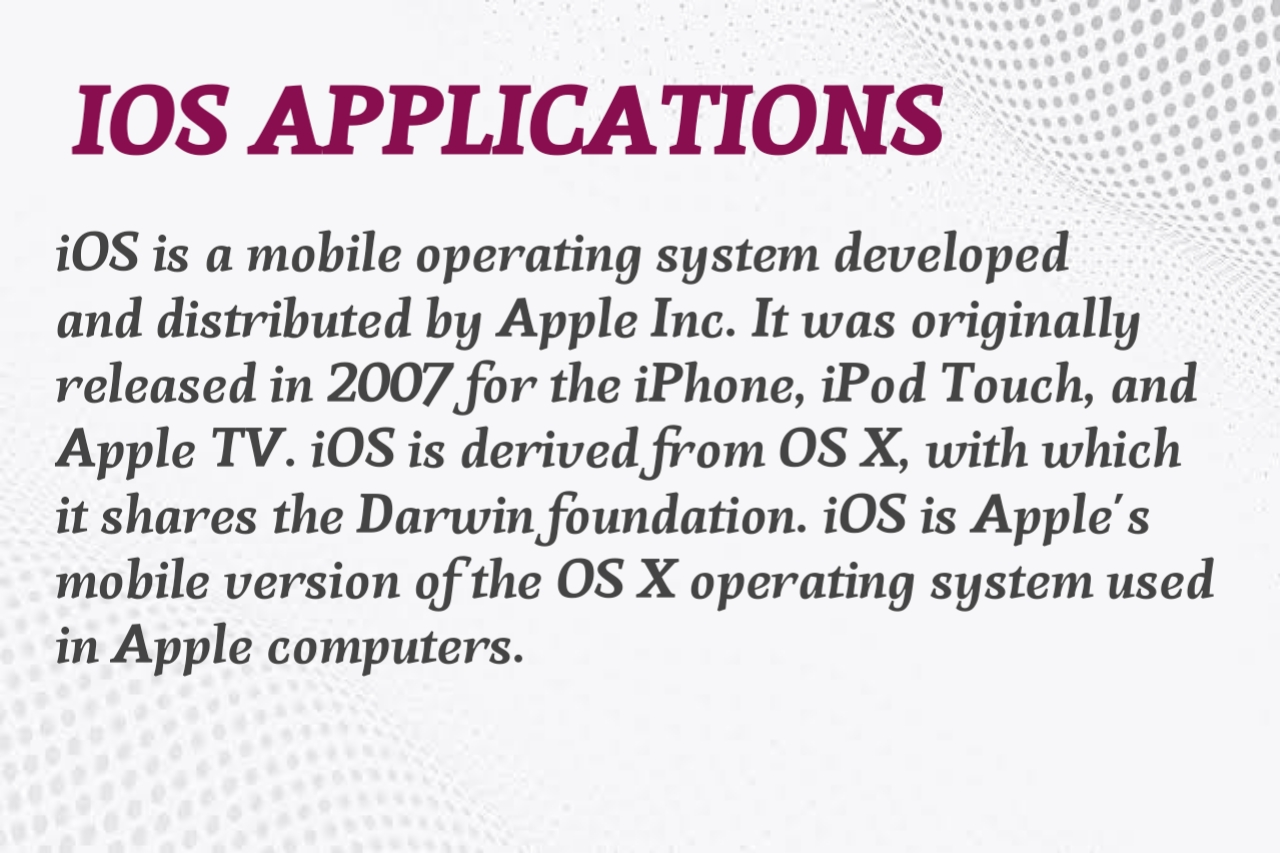 IOS APPLICATIONS
iOS is a mobile operating system developed
and distributed by Apple Inc. It was originally
released in 2007 for the iPhone, iPod Touch, and
Apple TV. iOS is derived from OS X, with which
it shares the Darwin foundation. iOS is Apple's
mobile version of the OS X operating system used
in Apple computers.